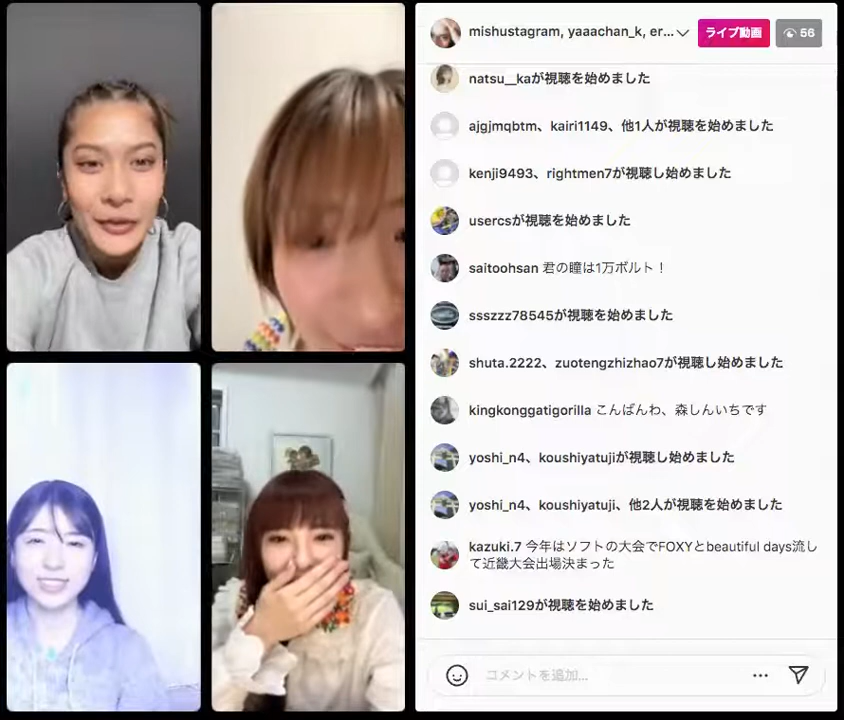 mishustagram, yaaachan_k, er...
ライブ動画
56
natsu__kaが視聴を始めました
ajgjmqbtm、kairi1149、他1人が視聴を始めました
kenji9493、rightmen7が視聴し始めました
usercsが視聴を始めました
saitoohsan 君の瞳は1万ボルト！
ssszzz78545が視聴を始めました
shuta.2222、zuotengzhizhao7が視聴し始めました
kingkonggatigorilla こんばんわ、森しんいちです
yoshi_n4、koushiyatujiが視聴し始めました
yoshi_n4、koushiyatuji、他2人が視聴を始めました
kazuki.7 今年はソフトの大会でFOXYとbeautiful days流し
て近畿大会出場決まった
sui_sai129が視聴を始めました
コメントを追加...